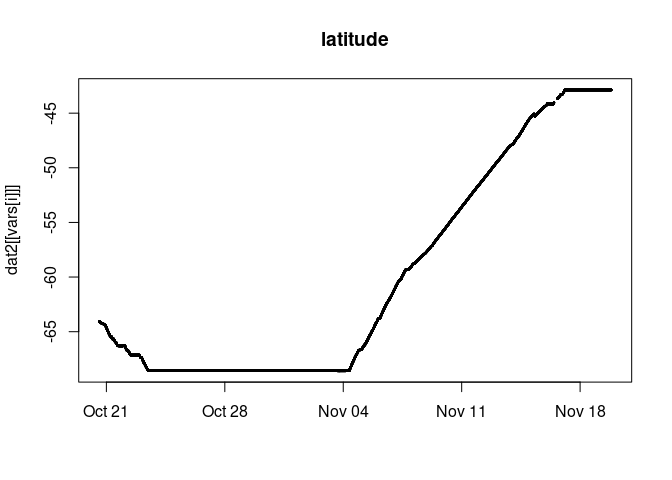 latitude
dat2[[vars[i]]]
-45
-50
-55
-60
-65
Oct 21
Oct 28
Nov 04
Nov 11
Nov 18